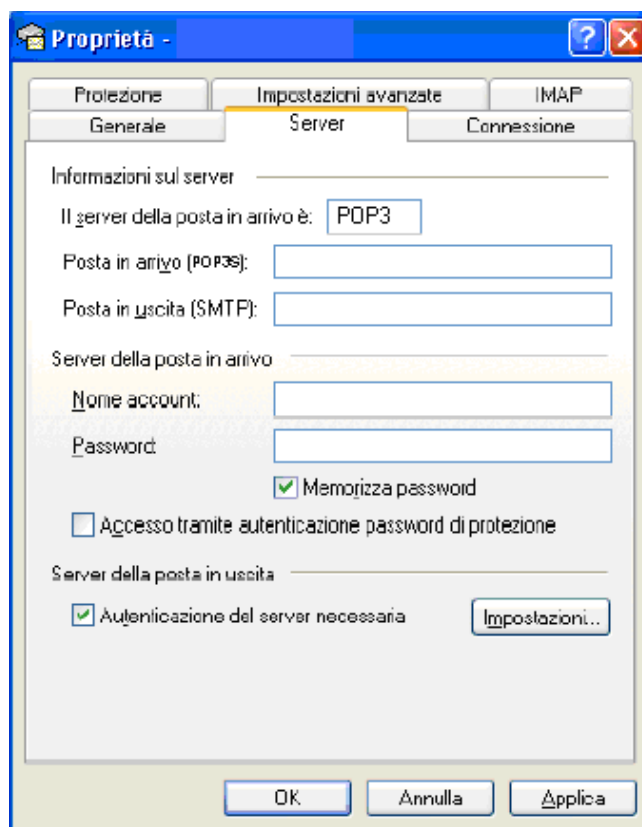 Proprietà -
Protezione Impostazioni avanzate IMAP
Generale Server Connessione
Informazioni sul server
Il server della posta in arrivo è: POP3
Posta in arrivo (POP3S):
Posta in uscita (SMTP):
Server della posta in arrivo
Nome account:
Password:
Memorizza password
Accesso tramite autenticazione password di protezione
Server della posta in uscita
Autenticazione del server necessaria Impostazioni...
OK Annulla Applica